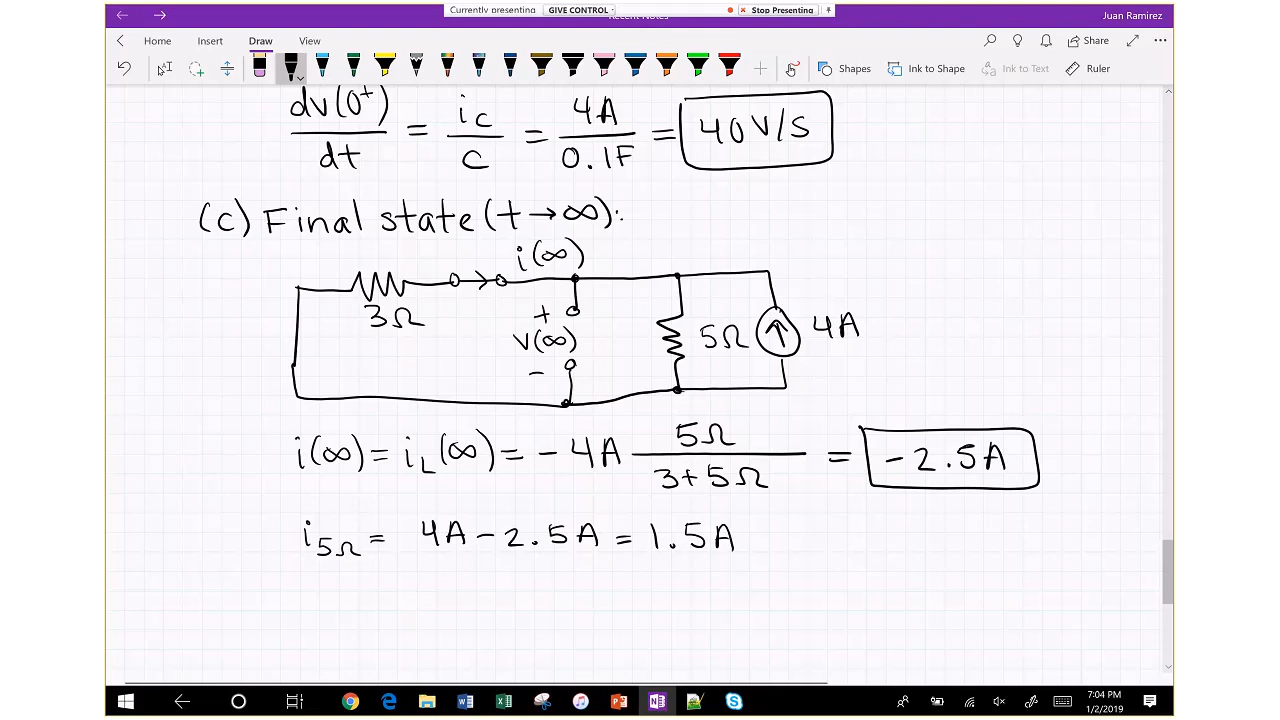 Currently presenting GIVE CONTROL Stop Presenting
Recent Notes
Juan Ramirez
Home Insert Draw View Share
Shapes Ink to Shape Ink to Text Ruler
dv(0+) / dt = ic / c = 4A / 0.1F = 40V/S
(c) Final state (t→∞):
i(∞)
3Ω
+
v(∞)
-
5Ω
4A
i(∞) = iL(∞) = -4A 5Ω / 3+5Ω = -2.5A
i5Ω = 4A - 2.5A = 1.5A
7:04 PM
1/2/2019